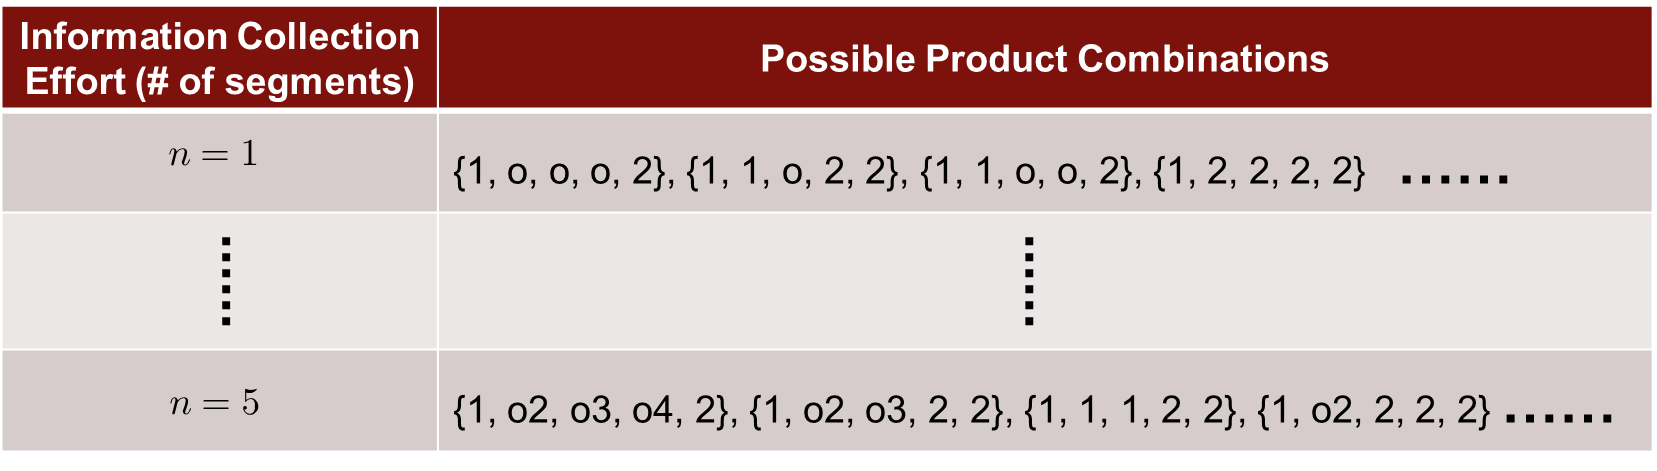 Information Collection
Effort (# of segments)
Possible Product Combinations
n = 1
{1, o, o, o, 2}, {1, 1, o, 2, 2}, {1, 1, o, o, 2}, {1, 2, 2, 2, 2} ......
n = 5
{1, o2, o3, o4, 2}, {1, o2, o3, 2, 2}, {1, 1, 1, 2, 2}, {1, o2, 2, 2, 2} .......